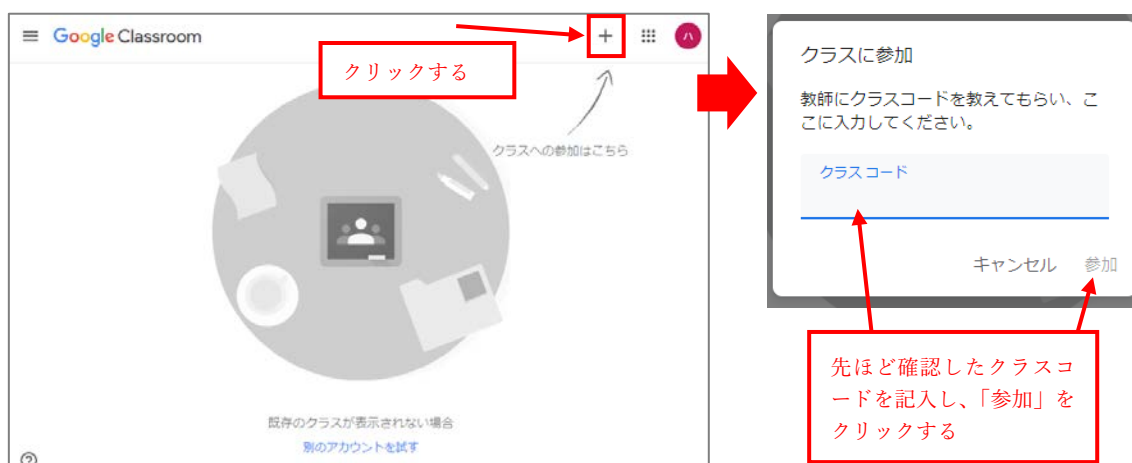 Google Classroom
クリックする
ハ
クラスへの参加はこちら
既存のクラスが表示されない場合
別のアカウントを試す
クラスに参加
教師にクラスコードを教えてもらい、こ
こに入力してください。
クラス コード
キャンセル 参加
先ほど確認したクラスコ
ードを記入し、「参加」を
クリックする